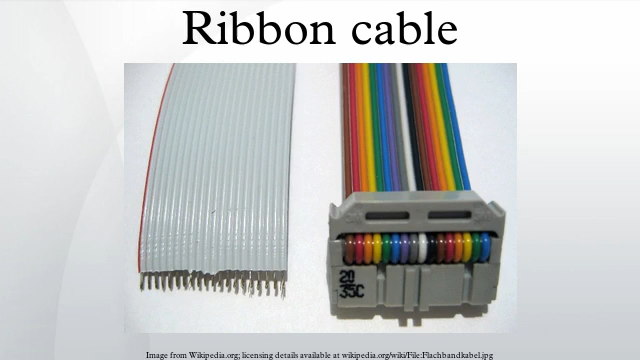 Ribbon cable
20
35C
Image from Wikipedia.org; licensing details available at wikipedia.org/wiki/File:Flachbandkabel.jpg